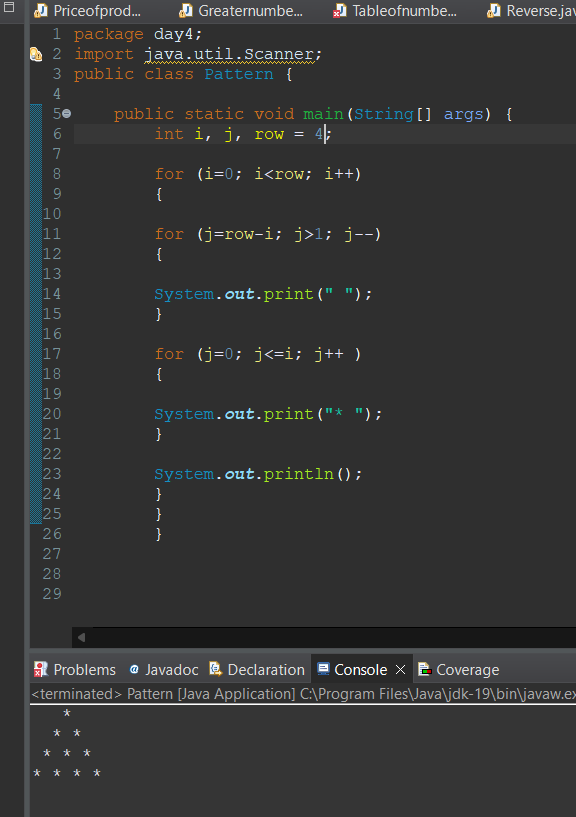 Priceofprod... Greaternumbe... Tableofnumbe... Reverse.jav
1 package day4;
2 import java.util.Scanner;
3 public class Pattern {
4
5 public static void main(String[] args) {
6 int i, j, row = 4;
7
8 for (i=0; i<row; i++)
9 {
10
11 for (j=row-i; j>1; j--)
12 {
13
14 System.out.print(" ");
15 }
16
17 for (j=0; j<=i; j++ )
18 {
19
20 System.out.print("* ");
21 }
22
23 System.out.println();
24 }
25 }
26 }
27
28
29
Problems Javadoc Declaration Console Coverage
<terminated> Pattern [Java Application] C:\Program Files\Java\jdk-19\bin\javaw.ex
*
* *
* * *
* * * *